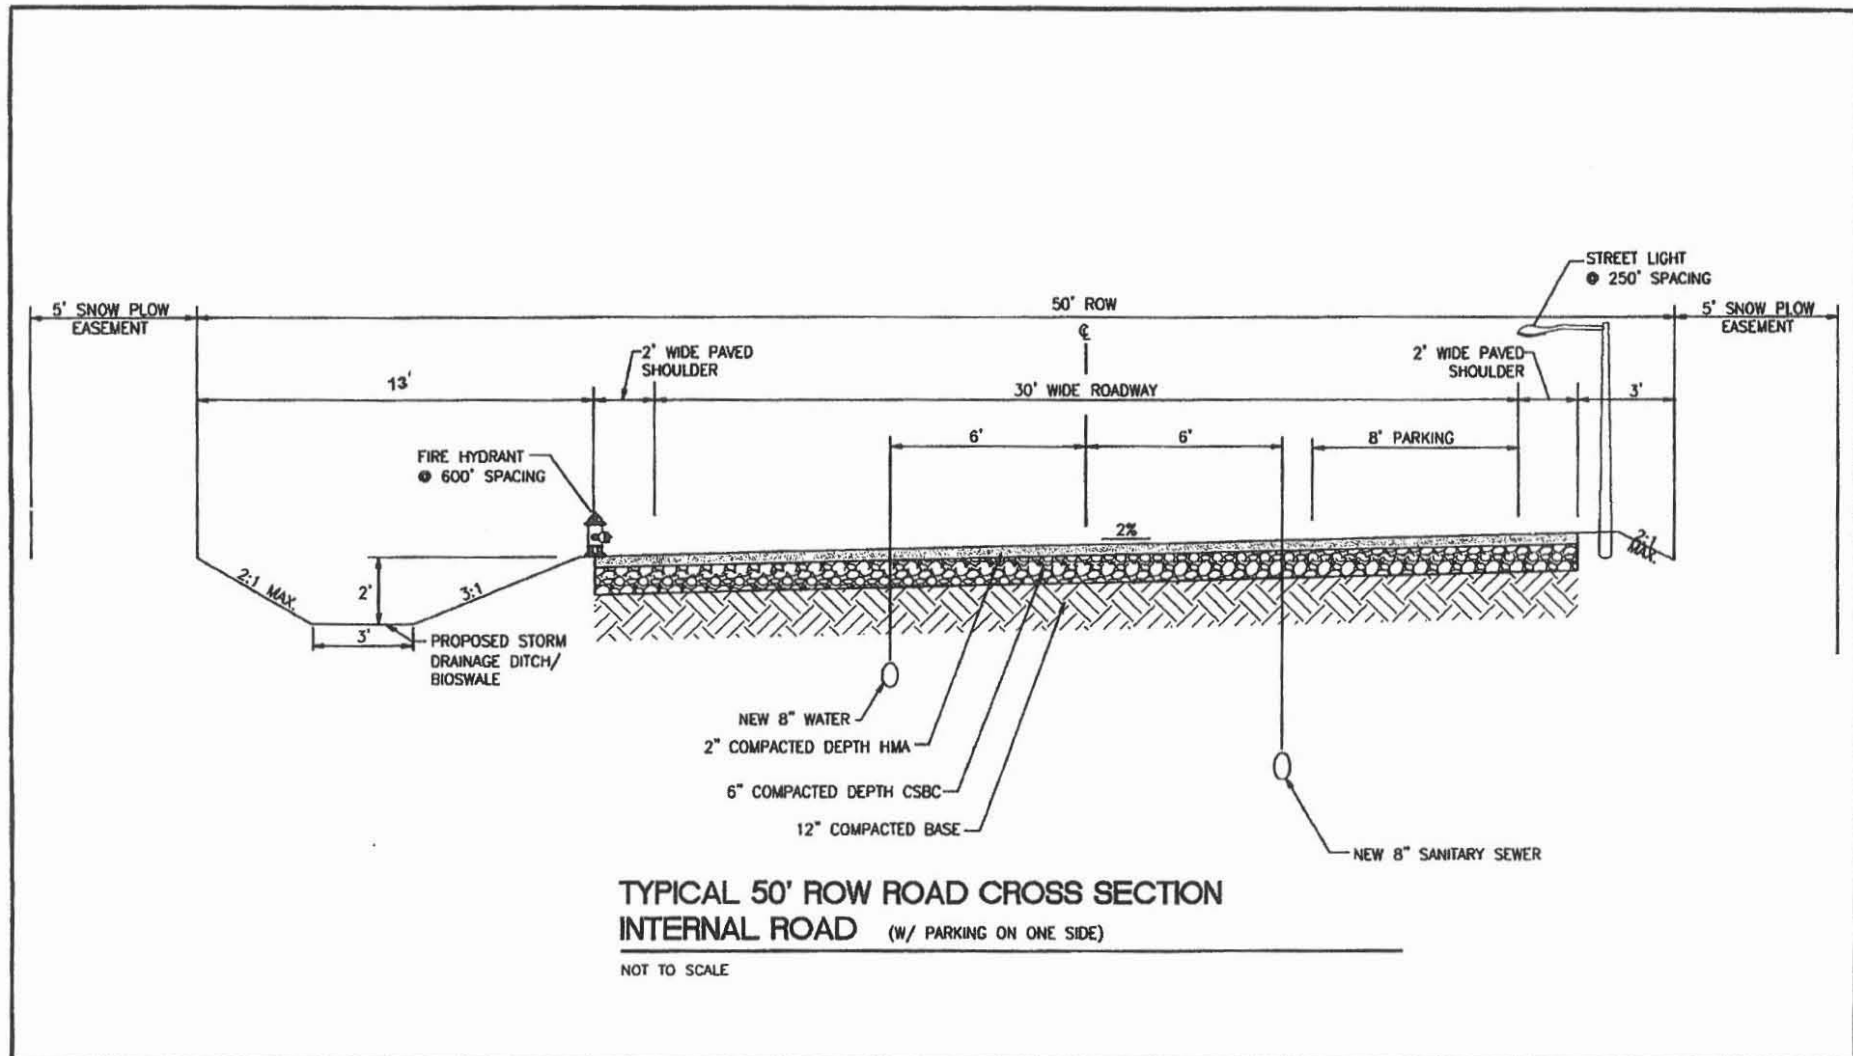 STREET LIGHT
@ 250' SPACING
5' SNOW PLOW
EASEMENT
50' ROW
5' SNOW PLOW
EASEMENT
℄
2' WIDE PAVED
SHOULDER
2' WIDE PAVED
SHOULDER
13'
30' WIDE ROADWAY
3'
6'
6'
8' PARKING
FIRE HYDRANT
@ 600' SPACING
2%
2:1
MAX.
2:1 MAX.
2'
3:1
3'
PROPOSED STORM
DRAINAGE DITCH/
BIOSWALE
NEW 8" WATER
2" COMPACTED DEPTH HMA
6" COMPACTED DEPTH CSBC
12" COMPACTED BASE
NEW 8" SANITARY SEWER
TYPICAL 50' ROW ROAD CROSS SECTION
INTERNAL ROAD (W/ PARKING ON ONE SIDE)
NOT TO SCALE